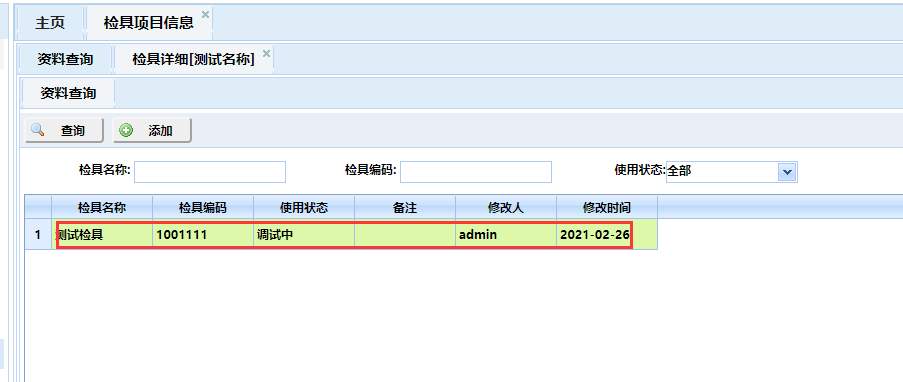 主页 检具项目信息
资料查询 检具详细[测试名称]
资料查询
查询 添加
检具名称: 检具编码: 使用状态: 全部
检具名称 检具编码 使用状态 备注 修改人 修改时间
1 测试检具 1001111 调试中 admin 2021-02-26